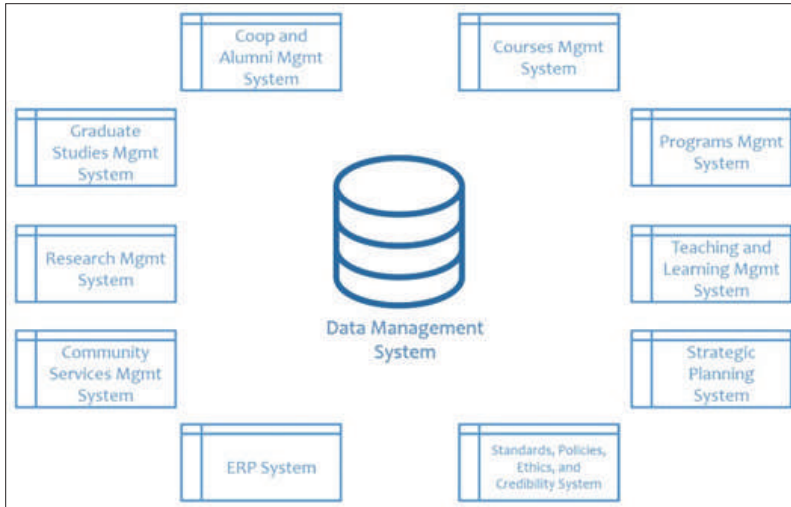 Coop and
Alumni Mgmt
System
Courses Mgmt
System
Graduate
Studies Mgmt
System
Programs Mgmt
System
Research Mgmt
System
Teaching and
Learning Mgmt
System
Data Management
System
Community
Services Mgmt
System
Strategic
Planning
System
ERP System
Standards, Policies,
Ethics, and
Credibility System